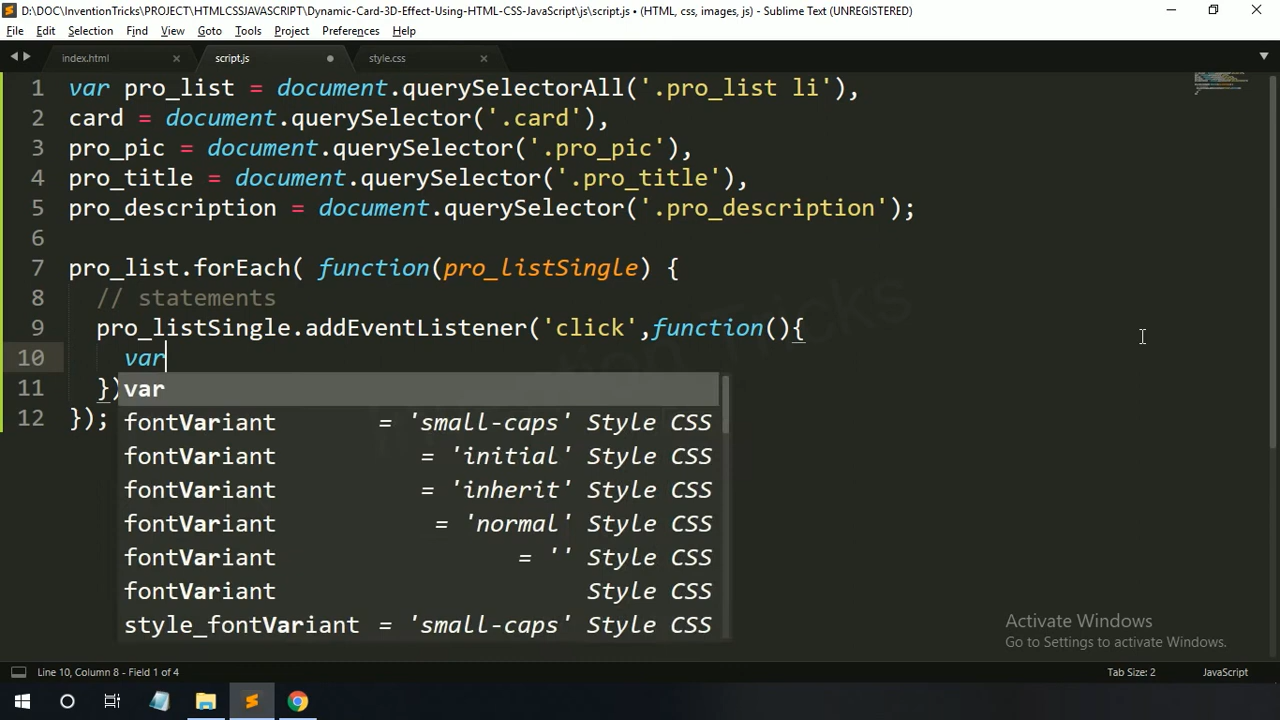 D:\DOC\InventionTricks\PROJECT\HTMLCSSJAVASCRIPT\Dynamic-Card-3D-Effect-Using-HTML-CSS-JavaScript\js\script.js • (HTML, css, images, js) - Sublime Text (UNREGISTERED)
File Edit Selection Find View Goto Tools Project Preferences Help
index.html script.js style.css
1 var pro_list = document.querySelectorAll('.pro_list li'),
2 card = document.querySelector('.card'),
3 pro_pic = document.querySelector('.pro_pic'),
4 pro_title = document.querySelector('.pro_title'),
5 pro_description = document.querySelector('.pro_description');
6
7 pro_list.forEach( function(pro_listSingle) {
8 // statements
9 pro_listSingle.addEventListener('click',function(){
10 var
11 })
var
12 });
fontVariant = 'small-caps' Style CSS
fontVariant = 'initial' Style CSS
fontVariant = 'inherit' Style CSS
fontVariant = 'normal' Style CSS
fontVariant = '' Style CSS
fontVariant Style CSS
style_fontVariant = 'small-caps' Style CSS
Activate Windows
Go to Settings to activate Windows.
Line 10, Column 8 - Field 1 of 4 Tab Size: 2 JavaScript